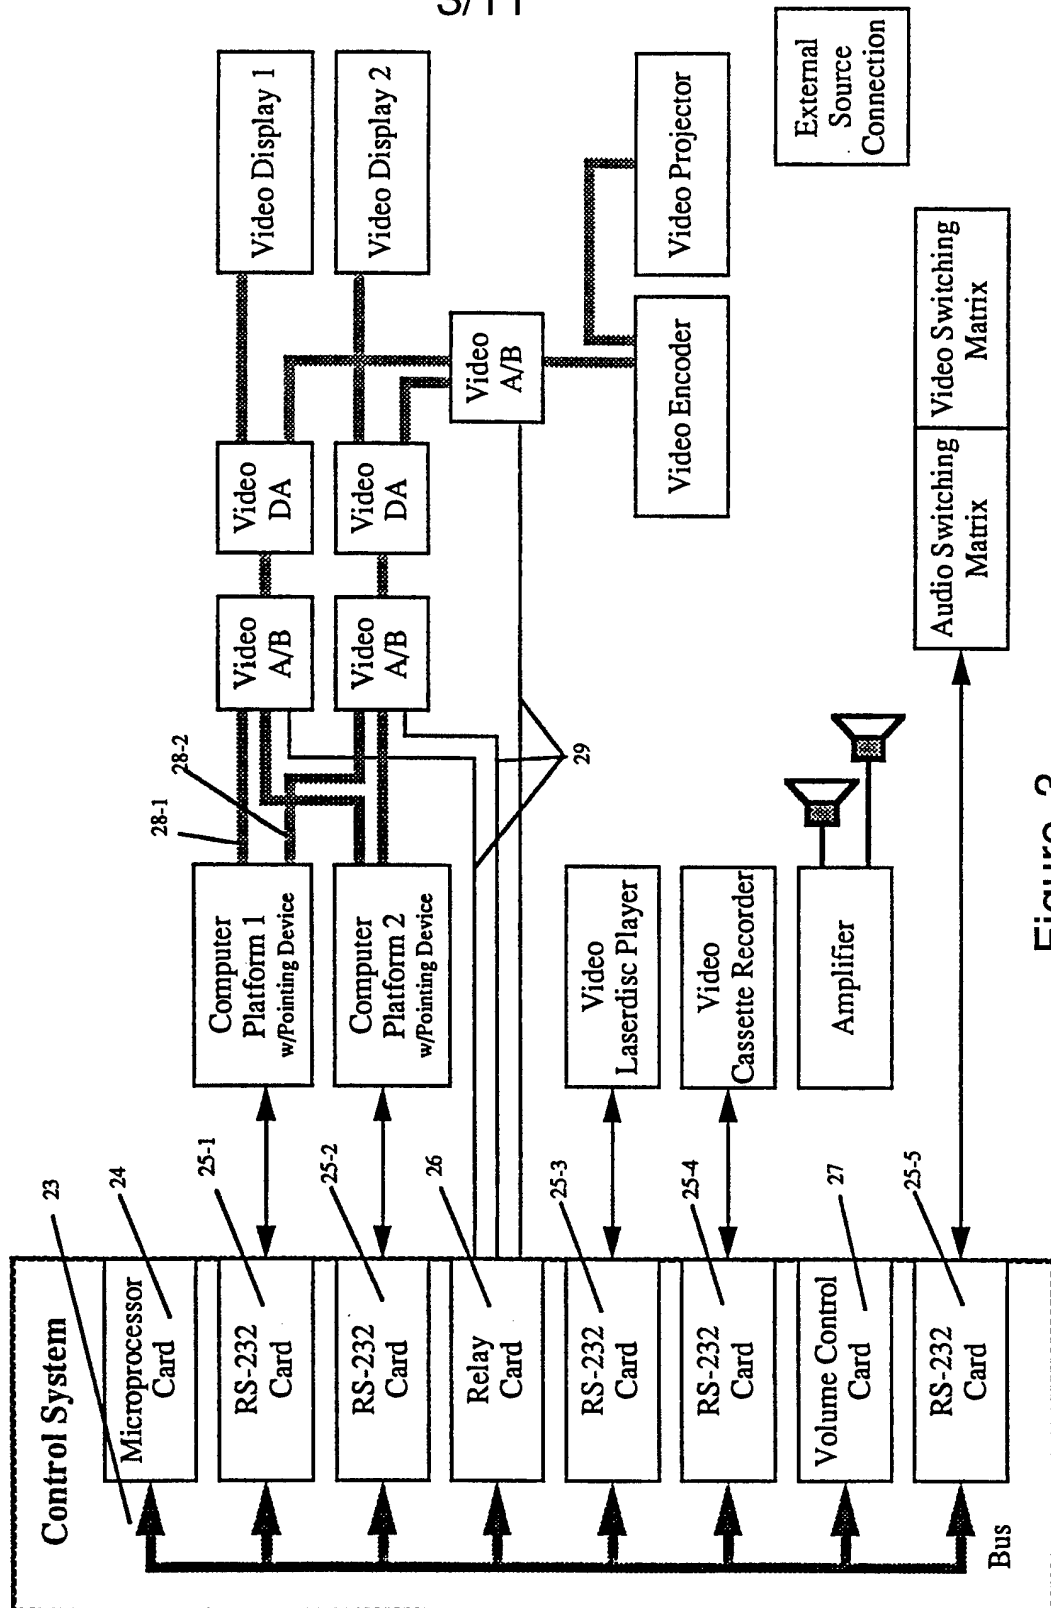 3/11
Control System
23
Microprocessor
Card
24
RS-232
Card
25-1
Computer
Platform 1
w/Pointing Device
28-1
28-2
Video
A/B
Video
DA
Video Display 1
RS-232
Card
25-2
Computer
Platform 2
w/Pointing Device
Video
A/B
Video
DA
Video Display 2
Relay
Card
26
29
Video
A/B
RS-232
Card
25-3
Video
Laserdisc Player
Video Encoder
Video Projector
RS-232
Card
25-4
Video
Cassette Recorder
Volume Control
Card
27
Amplifier
External
Source
Connection
RS-232
Card
25-5
Audio Switching
Matrix
Video Switching
Matrix
Bus
Figure